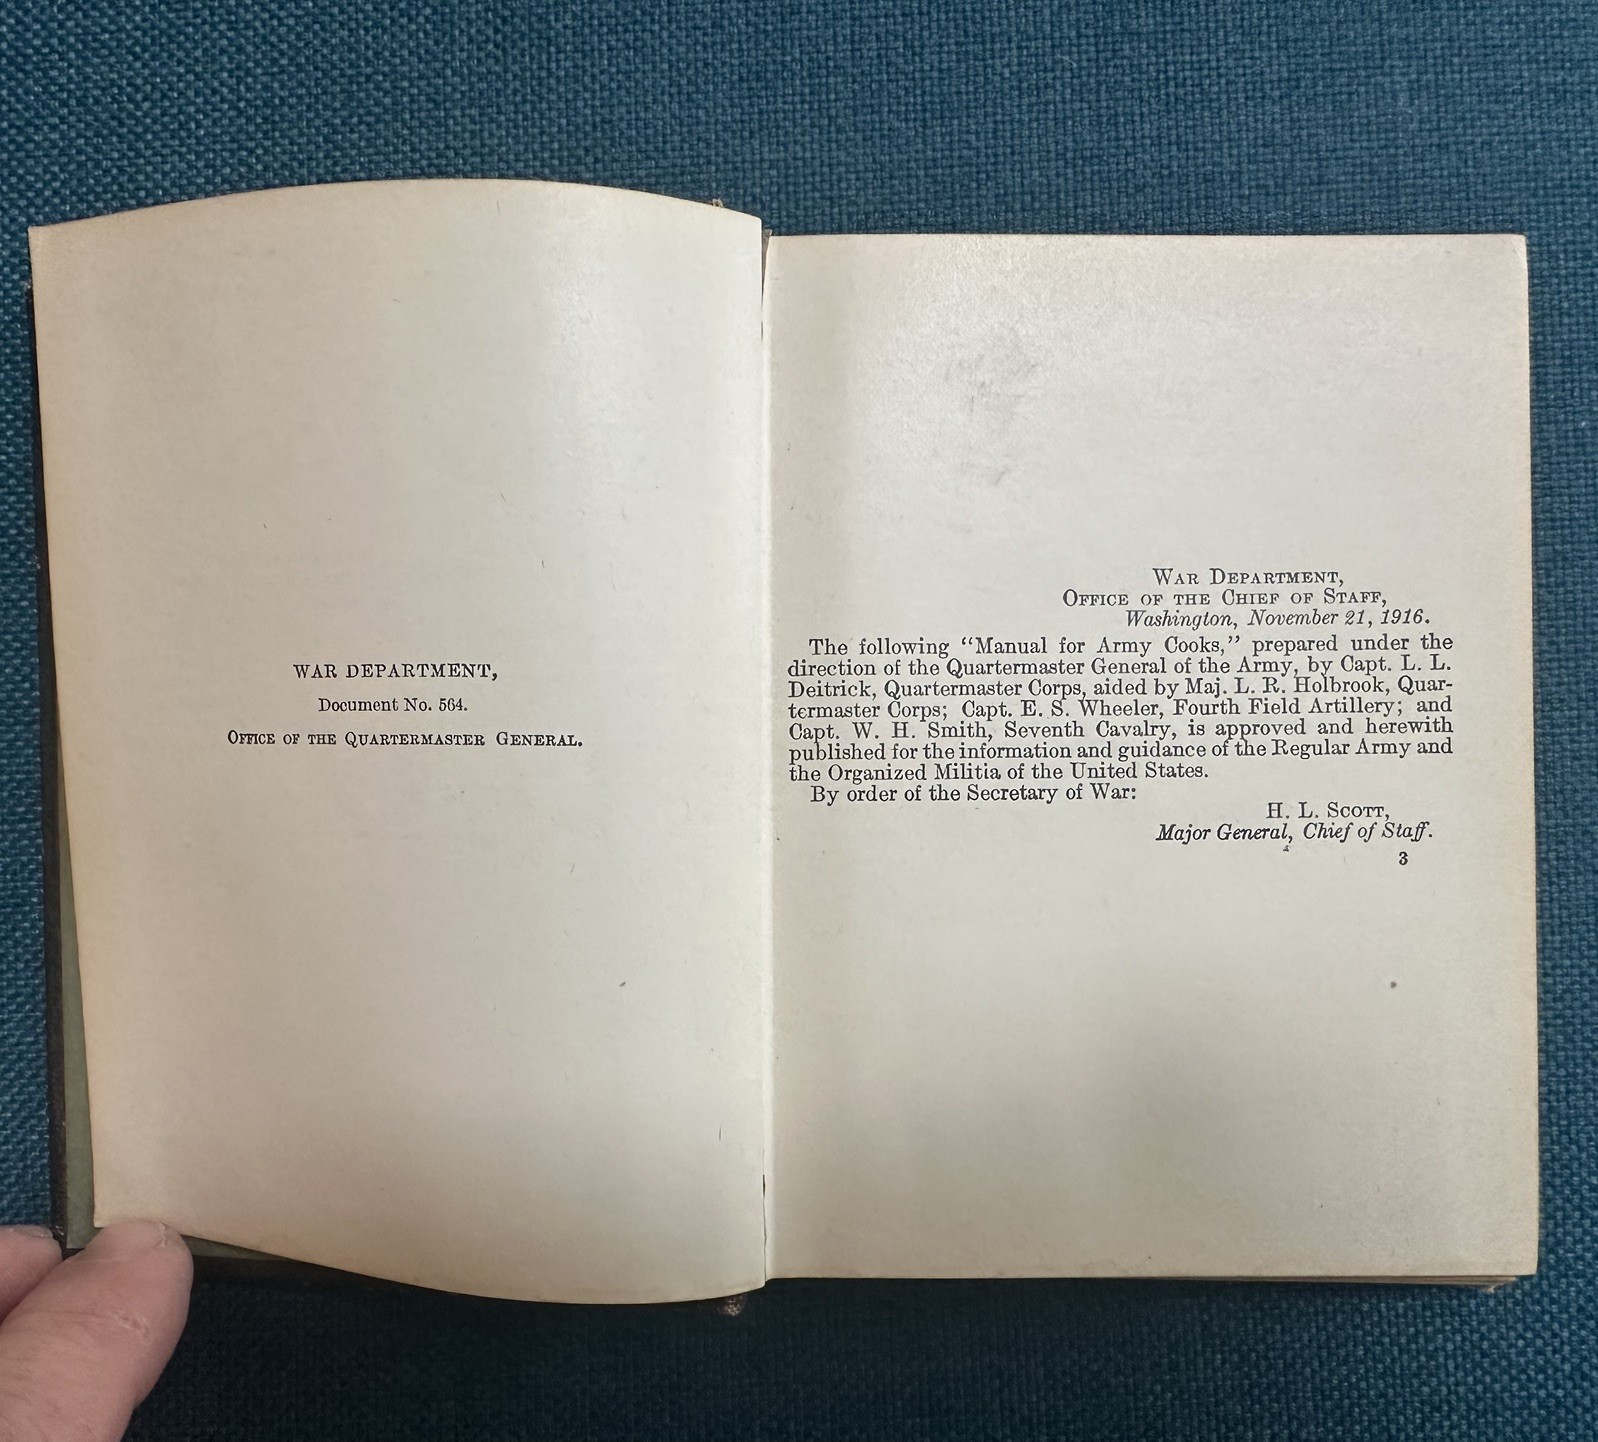 WAR DEPARTMENT,
Document No. 564.
OFFICE OF THE QUARTERMASTER GENERAL.
WAR DEPARTMENT,
OFFICE OF THE CHIEF OF STAFF,
Washington, November 21, 1916.
The following "Manual for Army Cooks," prepared under the
direction of the Quartermaster General of the Army, by Capt. L. L.
Deitrick, Quartermaster Corps, aided by Maj. L. R. Holbrook, Quar-
termaster Corps; Capt. E. S. Wheeler, Fourth Field Artillery; and
Capt. W. H. Smith, Seventh Cavalry, is approved and herewith
published for the information and guidance of the Regular Army and
the Organized Militia of the United States.
By order of the Secretary of War:
H. L. SCOTT,
Major General, Chief of Staff.
3